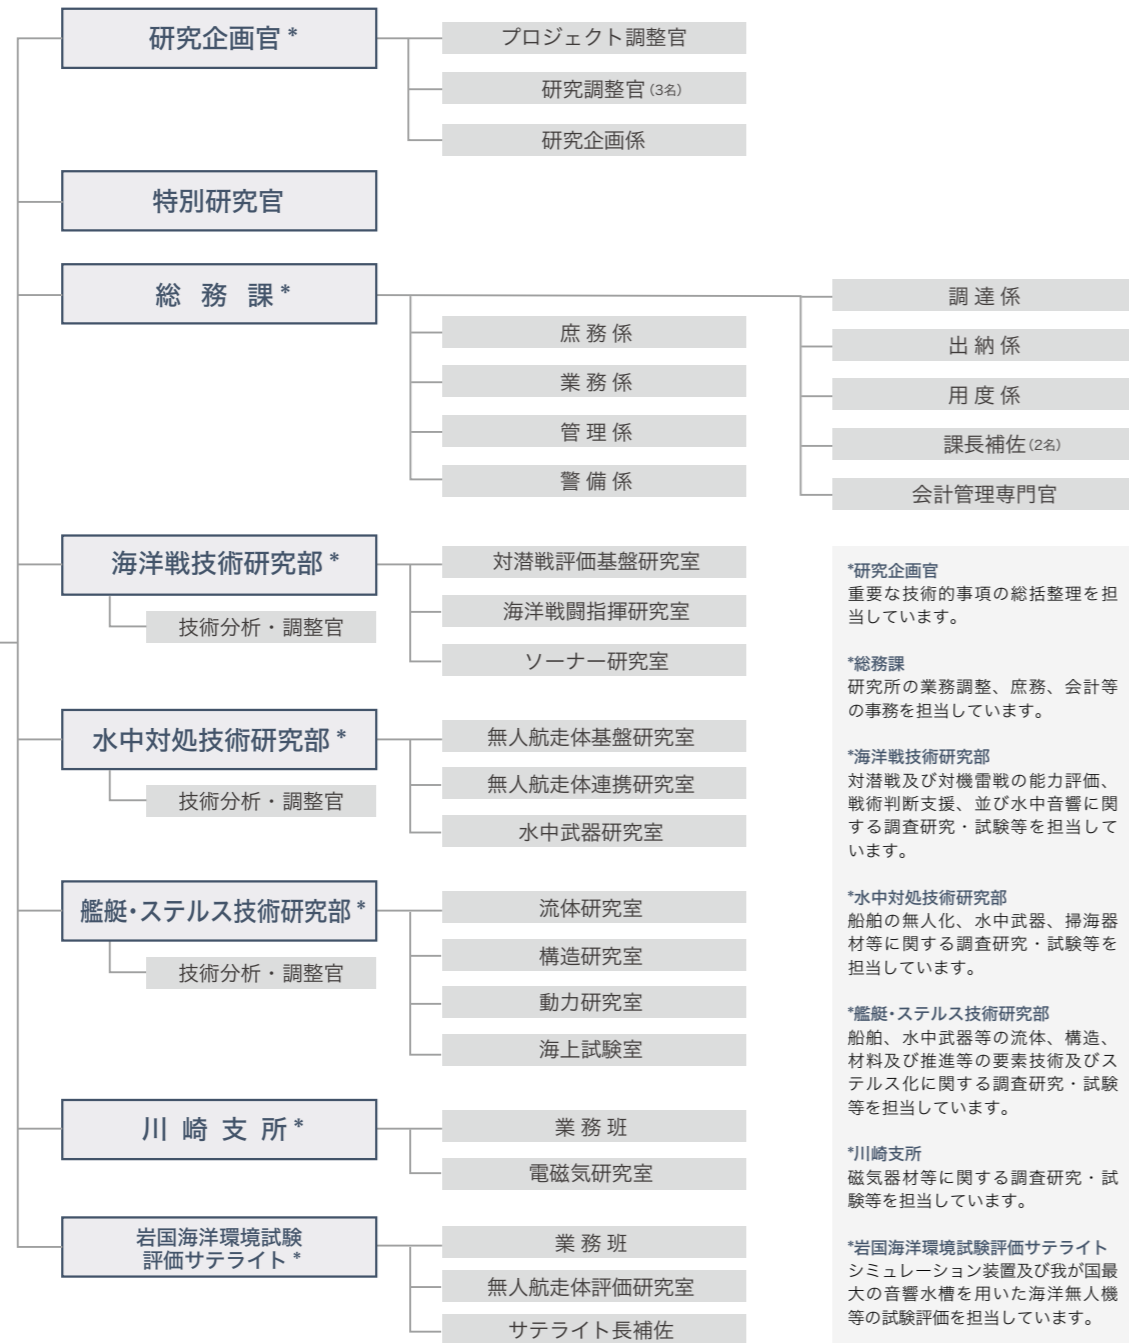 研究企画官*
プロジェクト調整官
研究調整官(3名)
研究企画係
特別研究官
総務課*
庶務係
業務係
管理係
警備係
調達係
出納係
用度係
課長補佐(2名)
会計管理専門官
海洋戦技術研究部*
技術分析・調整官
対潜戦評価基盤研究室
海洋戦闘指揮研究室
ソーナー研究室
水中対処技術研究部*
技術分析・調整官
無人航走体基盤研究室
無人航走体連携研究室
水中武器研究室
艦艇・ステルス技術研究部*
技術分析・調整官
流体研究室
構造研究室
動力研究室
海上試験室
川崎支所*
業務班
電磁気研究室
岩国海洋環境試験
評価サテライト*
業務班
無人航走体評価研究室
サテライト長補佐
*研究企画官
重要な技術的事項の総括整理を担
当しています。
*総務課
研究所の業務調整、庶務、会計等
の事務を担当しています。
*海洋戦技術研究部
対潜戦及び対機雷戦の能力評価、
戦術判断支援、並び水中音響に関
する調査研究・試験等を担当して
います。
*水中対処技術研究部
船舶の無人化、水中武器、掃海器
材等に関する調査研究・試験等を
担当しています。
*艦艇・ステルス技術研究部
船舶、水中武器等の流体、構造、
材料及び推進等の要素技術及びス
テルス化に関する調査研究・試験
等を担当しています。
*川崎支所
磁気器材等に関する調査研究・試
験等を担当しています。
*岩国海洋環境試験評価サテライト
シミュレーション装置及び我が国最
大の音響水槽を用いた海洋無人機
等の試験評価を担当しています。